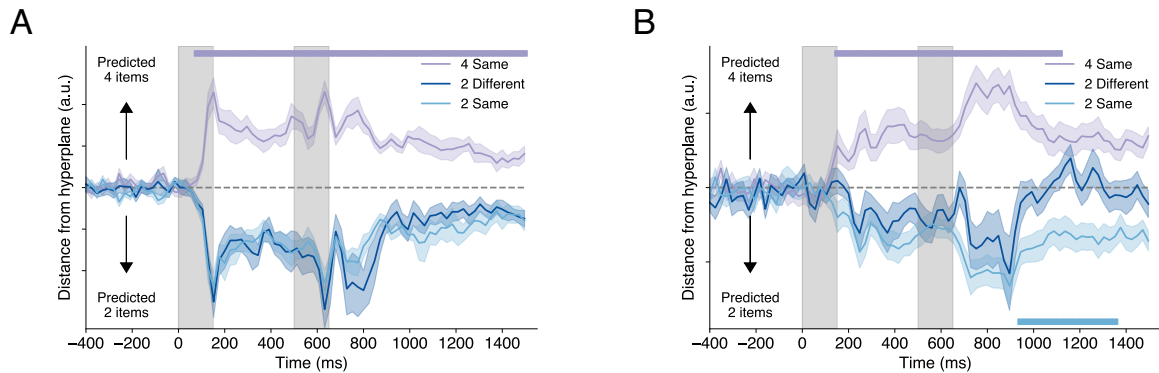 A
Distance from hyperplane (a.u.)
Predicted
4 items
Predicted
2 items
4 Same
2 Different
2 Same
−400 −200 0 200 400 600 800 1000 1200 1400
Time (ms)
B
Distance from hyperplane (a.u.)
Predicted
4 items
Predicted
2 items
4 Same
2 Different
2 Same
−400 −200 0 200 400 600 800 1000 1200 1400
Time (ms)